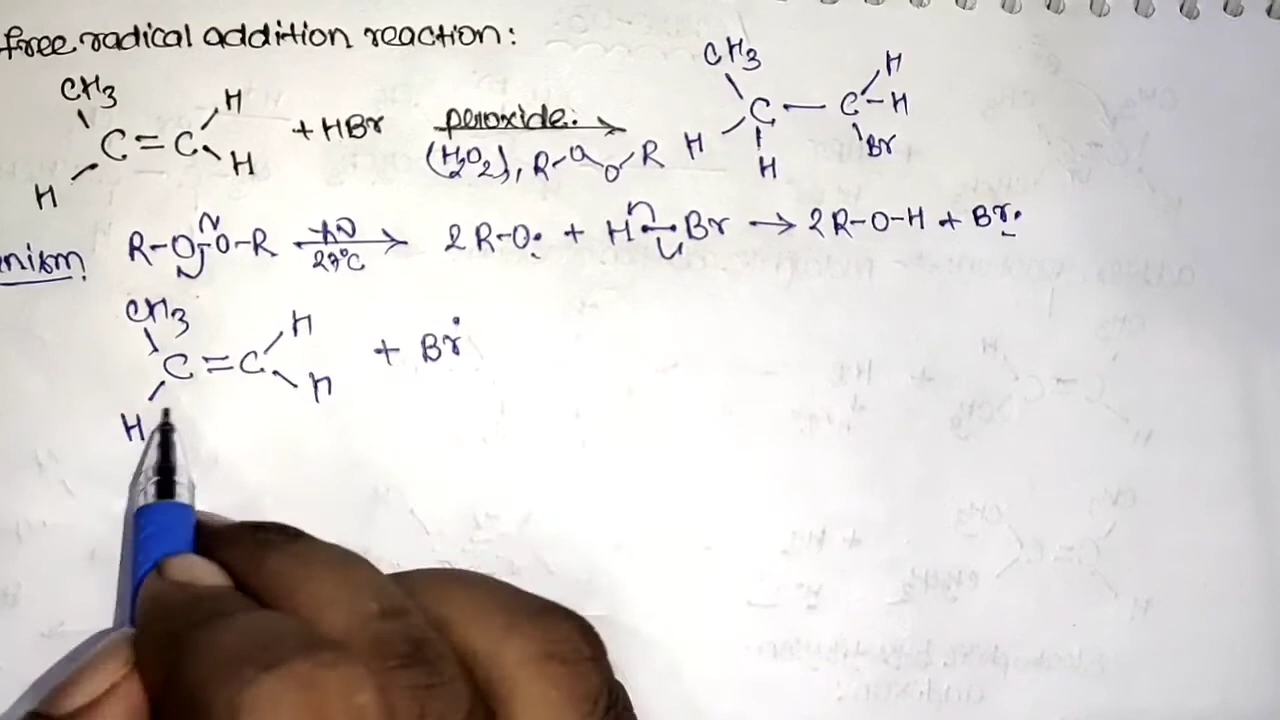 free radical addition reaction:
CH3 H C=C H H + HBr peroxide: (H2O2), R-O-O-R CH3 H C — C H H H Br
nism R-O-O-R hν 27°C 2R-O• + H—Br → 2R-O-H + Br•
CH3 H C=C H H + Br•